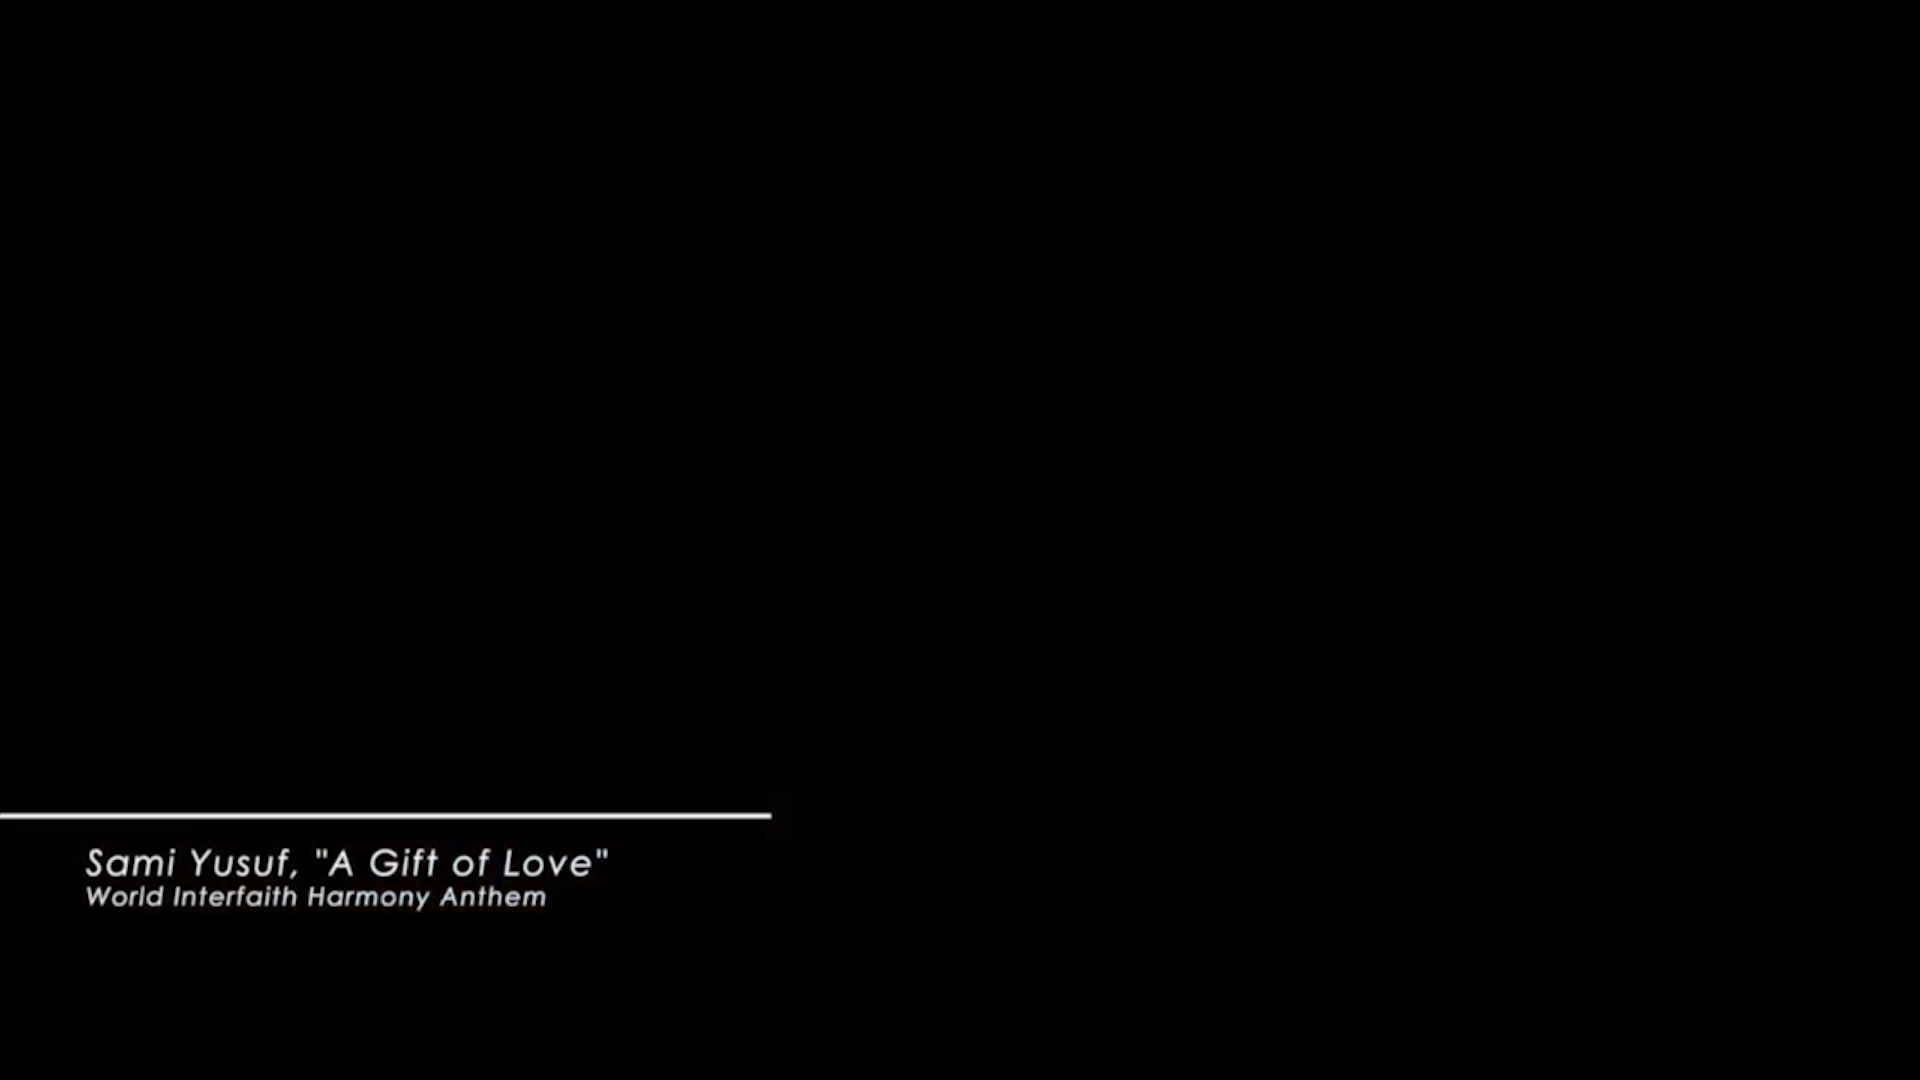 Sami Yusuf, "A Gift of Love"
World Interfaith Harmony Anthem